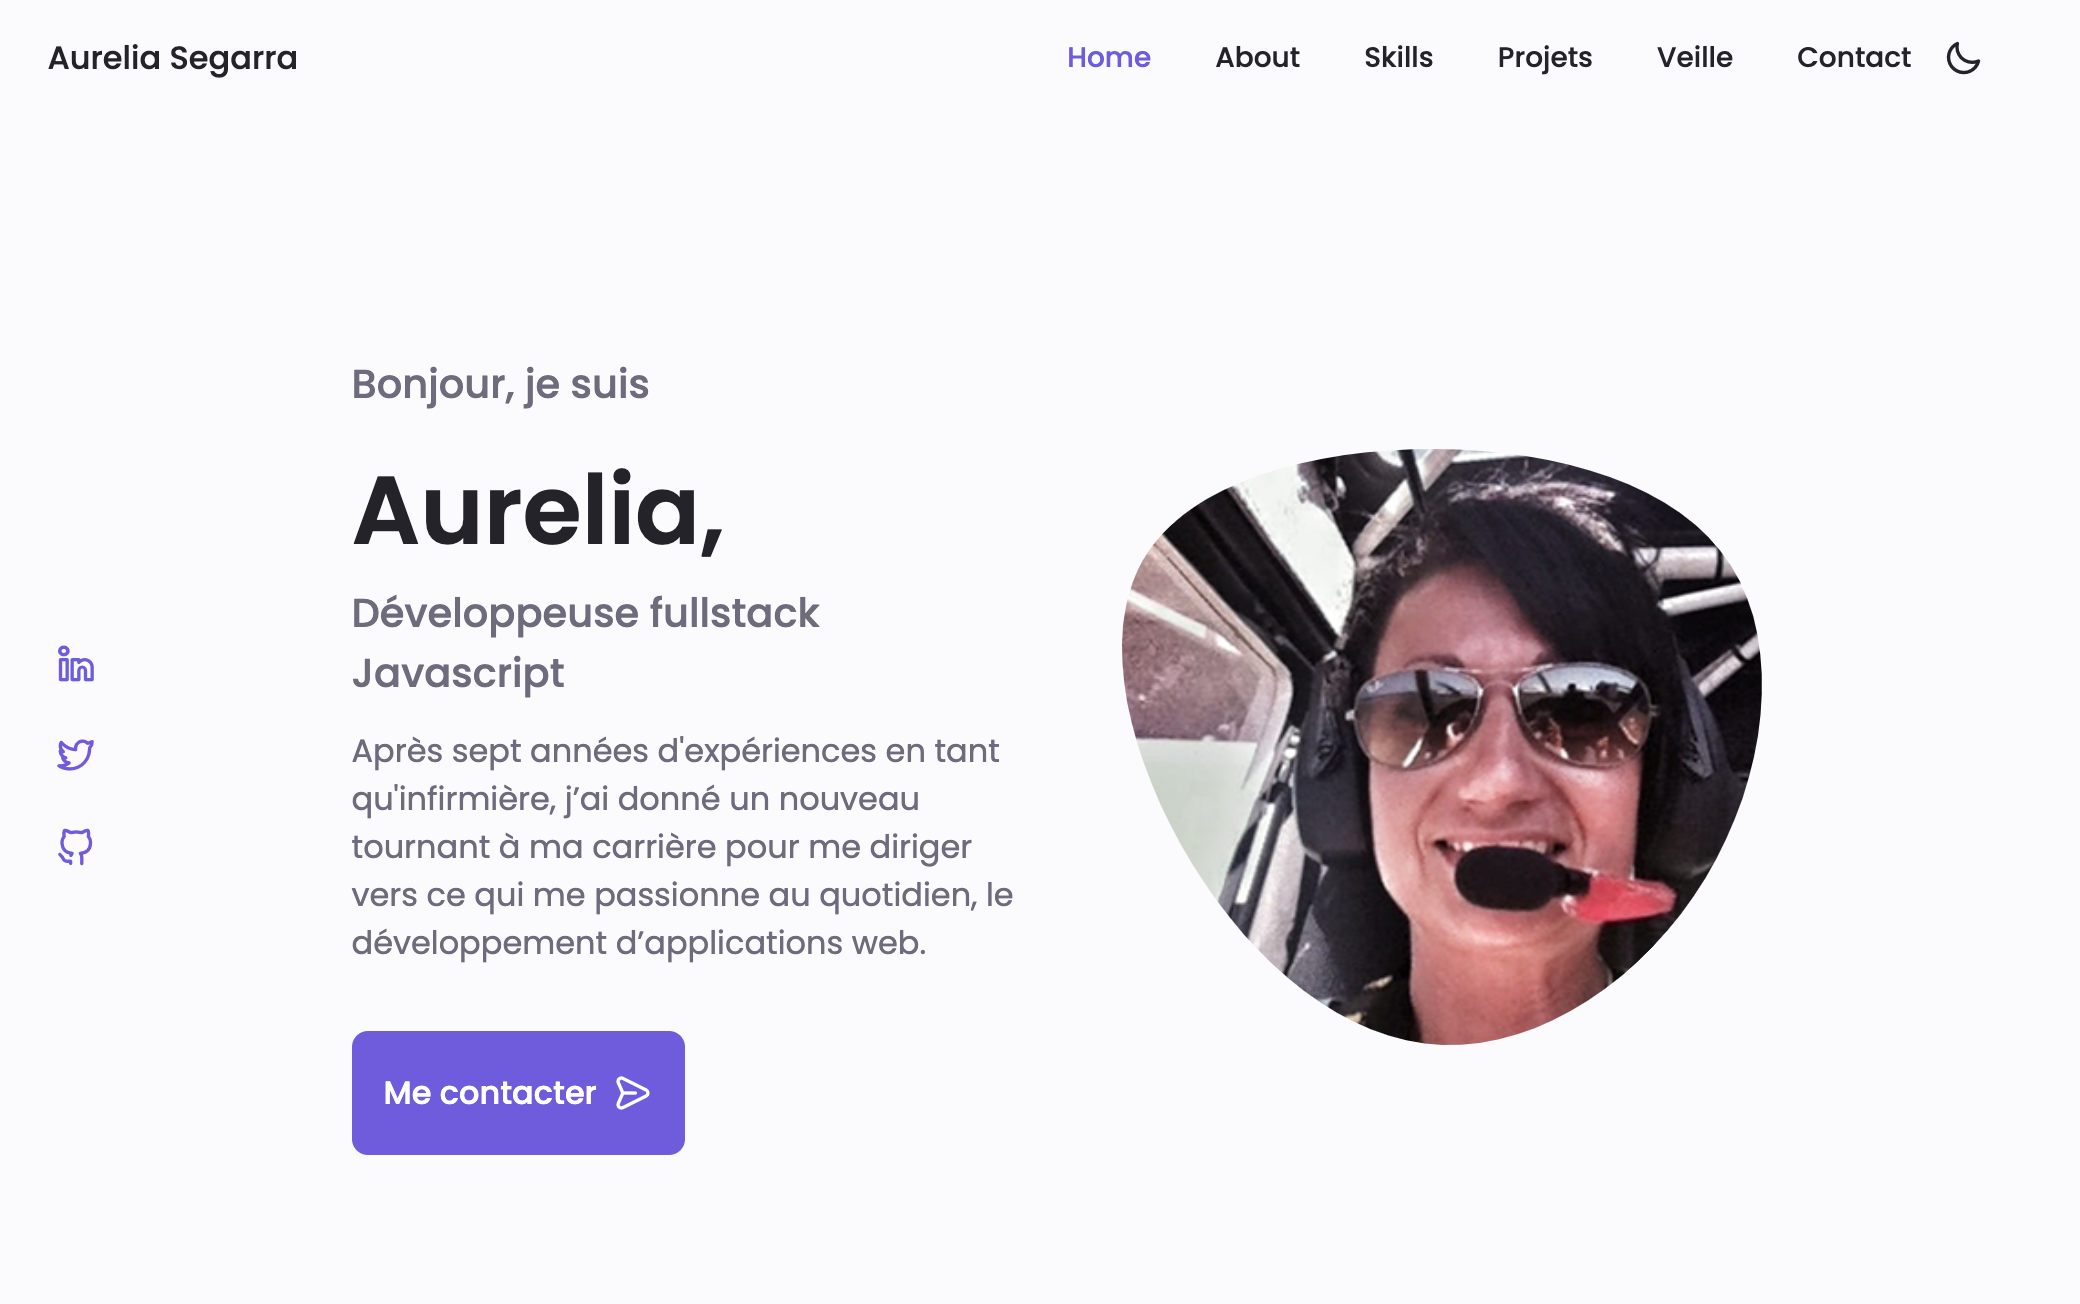 Aurelia Segarra
Home About Skills Projets Veille Contact
Bonjour, je suis
Aurelia,
Développeuse fullstack
Javascript
Après sept années d'expériences en tant
qu'infirmière, j’ai donné un nouveau
tournant à ma carrière pour me diriger
vers ce qui me passionne au quotidien, le
développement d’applications web.
Me contacter